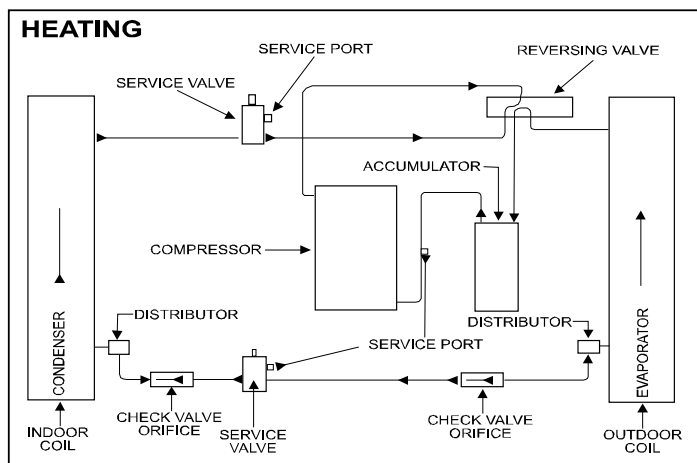 HEATING
SERVICE PORT
REVERSING VALVE
SERVICE VALVE
ACCUMULATOR
COMPRESSOR
CONDENSER
EVAPORATOR
DISTRIBUTOR
DISTRIBUTOR
SERVICE PORT
INDOOR
COIL
CHECK VALVE
ORIFICE
SERVICE
VALVE
CHECK VALVE
ORIFICE
OUTDOOR
COIL